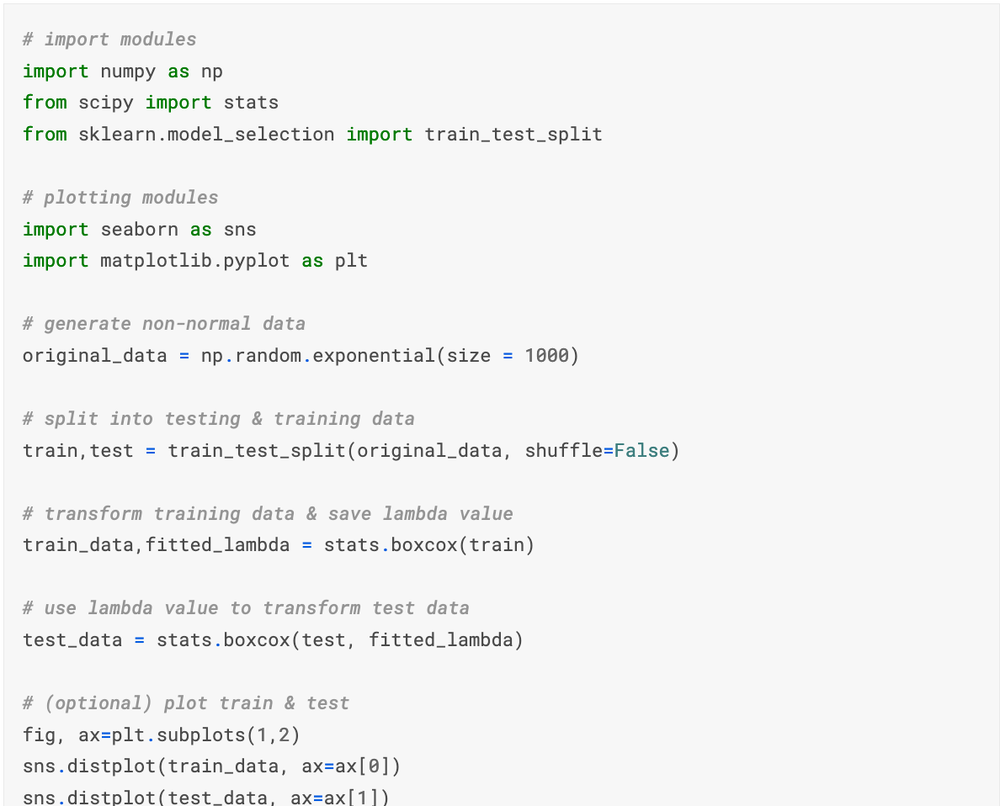 # import modules
import numpy as np
from scipy import stats
from sklearn.model_selection import train_test_split
# plotting modules
import seaborn as sns
import matplotlib.pyplot as plt
# generate non-normal data
original_data = np.random.exponential(size = 1000)
# split into testing & training data
train,test = train_test_split(original_data, shuffle=False)
# transform training data & save lambda value
train_data,fitted_lambda = stats.boxcox(train)
# use lambda value to transform test data
test_data = stats.boxcox(test, fitted_lambda)
# (optional) plot train & test
fig, ax=plt.subplots(1,2)
sns.distplot(train_data, ax=ax[0])
sns.distplot(test_data, ax=ax[1])